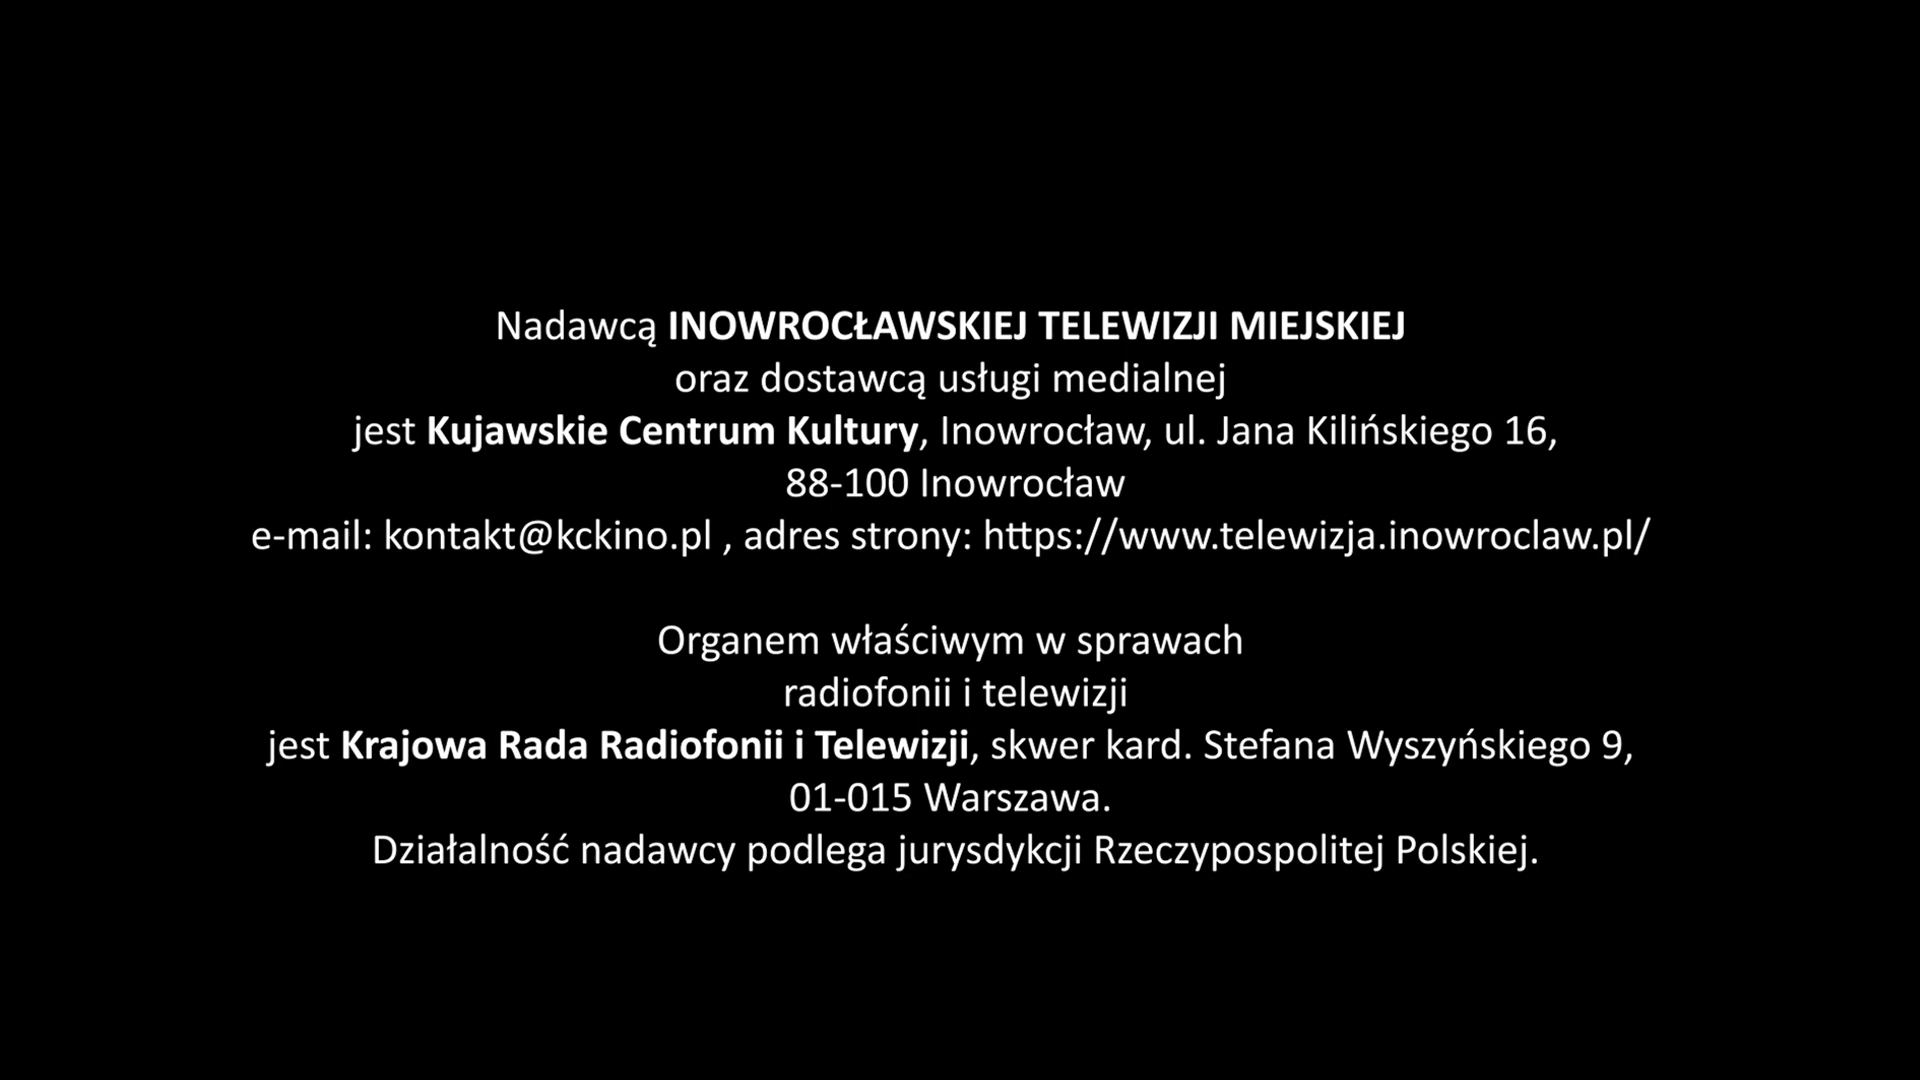 Nadawcą INOWROCŁAWSKIEJ TELEWIZJI MIEJSKIEJ
oraz dostawcą usługi medialnej
jest Kujawskie Centrum Kultury, Inowrocław, ul. Jana Kilińskiego 16,
88-100 Inowrocław
e-mail: kontakt@kckino.pl , adres strony: https://www.telewizja.inowroclaw.pl/
Organem właściwym w sprawach
radiofonii i telewizji
jest Krajowa Rada Radiofonii i Telewizji, skwer kard. Stefana Wyszyńskiego 9,
01-015 Warszawa.
Działalność nadawcy podlega jurysdykcji Rzeczypospolitej Polskiej.